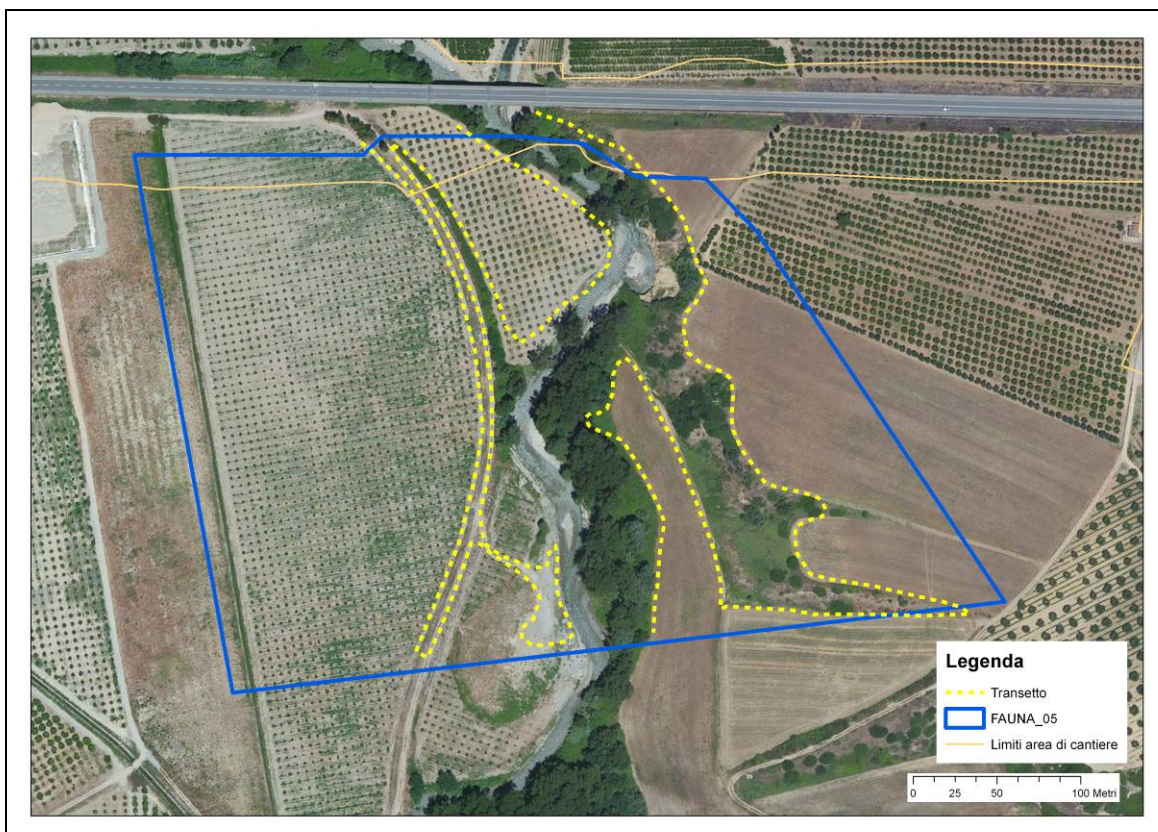 Legenda
Transetto
FAUNA_05
Limiti area di cantiere
0 25 50 100 Metri